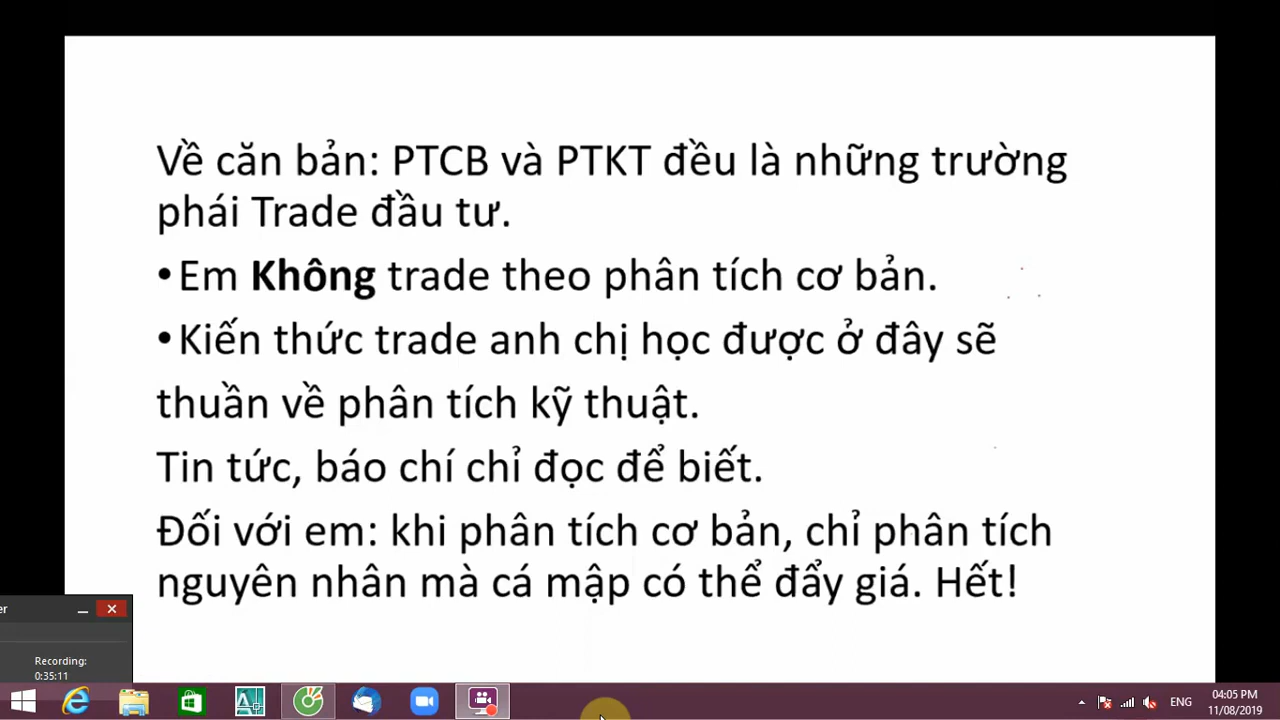 Về căn bản: PTCB và PTKT đều là những trường
phái Trade đầu tư.
•Em Không trade theo phân tích cơ bản.
•Kiến thức trade anh chị học được ở đây sẽ
thuần về phân tích kỹ thuật.
Tin tức, báo chí chỉ đọc để biết.
Đối với em: khi phân tích cơ bản, chỉ phân tích
nguyên nhân mà cá mập có thể đẩy giá. Hết!
er
Recording:
0:35:11
ENG
04:05 PM
11/08/2019